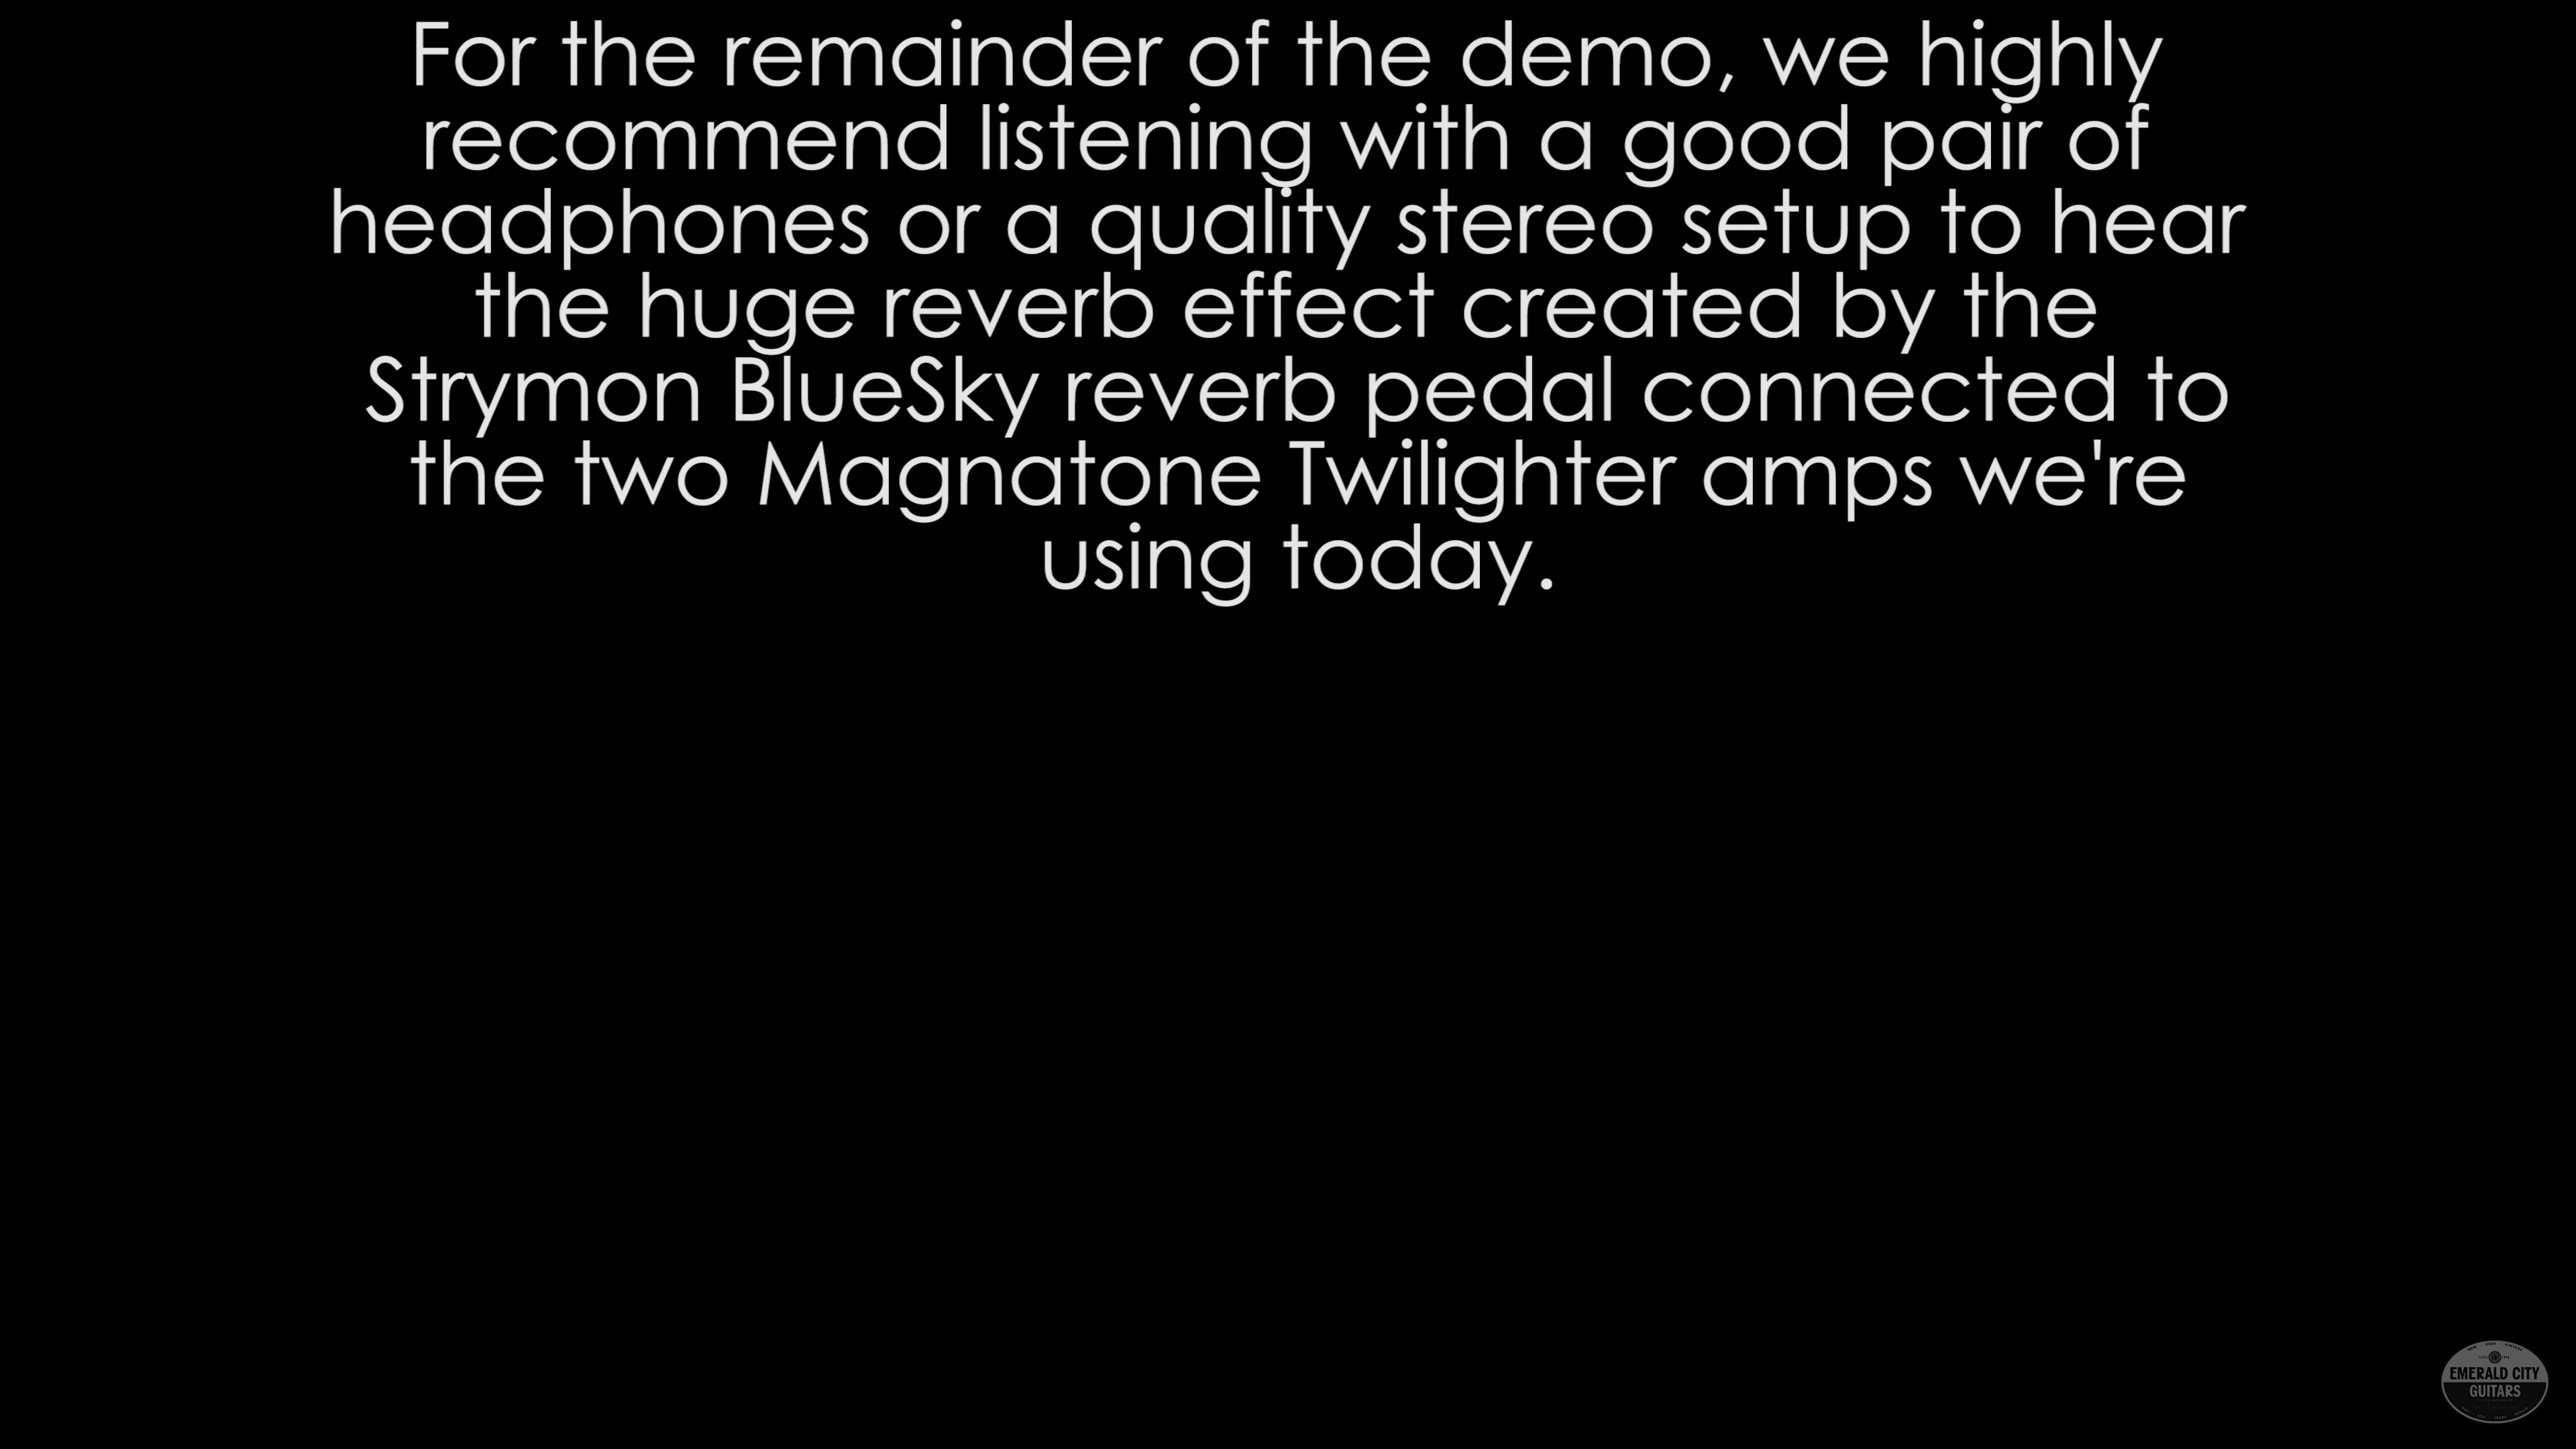 For the remainder of the demo, we highly
recommend listening with a good pair of
headphones or a quality stereo setup to hear
the huge reverb effect created by the
Strymon BlueSky reverb pedal connected to
the two Magnatone Twilighter amps we're
using today.
EMERALD CITY
GUITARS